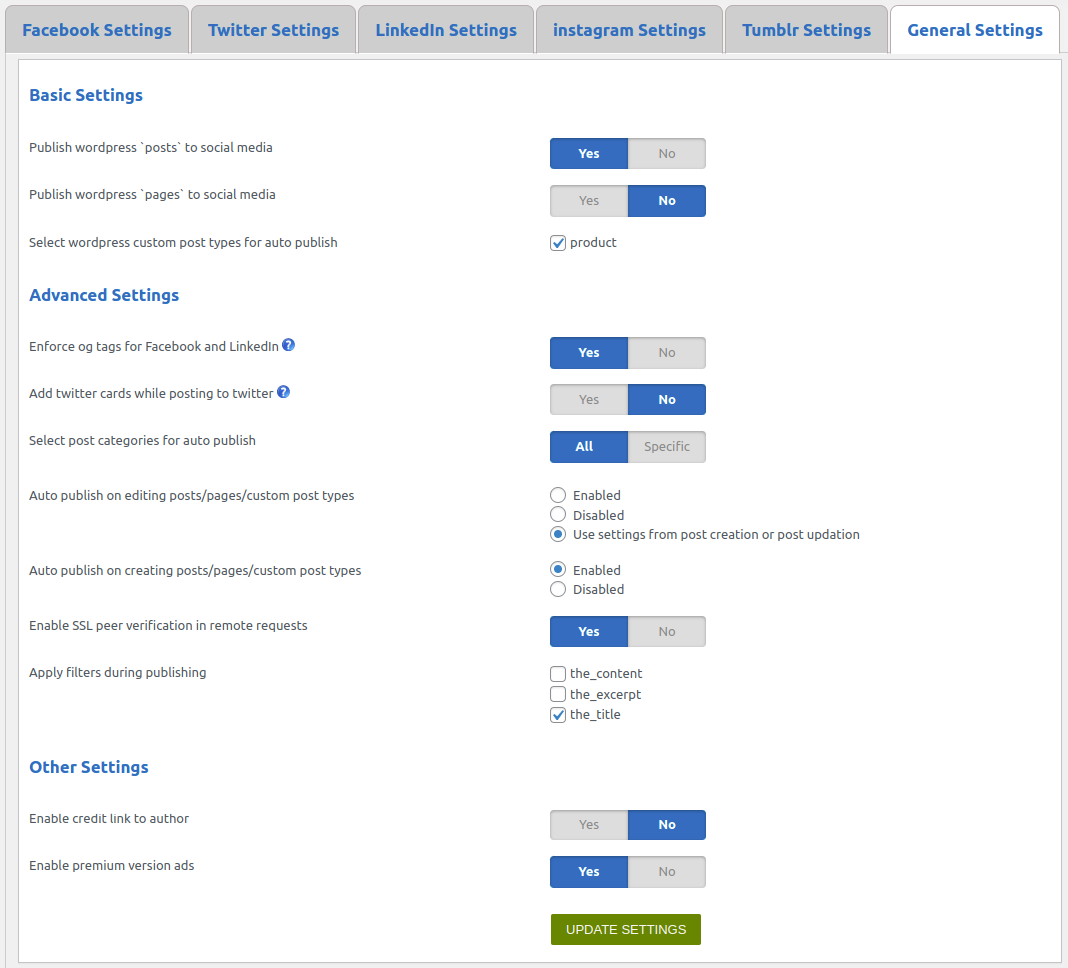 Facebook Settings Twitter Settings LinkedIn Settings instagram Settings Tumblr Settings General Settings
Basic Settings
Publish wordpress `posts` to social media Yes No
Publish wordpress `pages` to social media Yes No
Select wordpress custom post types for auto publish product
Advanced Settings
Enforce og tags for Facebook and LinkedIn ? Yes No
Add twitter cards while posting to twitter ? Yes No
Select post categories for auto publish All Specific
Auto publish on editing posts/pages/custom post types Enabled
Disabled
Use settings from post creation or post updation
Auto publish on creating posts/pages/custom post types Enabled
Disabled
Enable SSL peer verification in remote requests Yes No
Apply filters during publishing the_content
the_excerpt
the_title
Other Settings
Enable credit link to author Yes No
Enable premium version ads Yes No
UPDATE SETTINGS